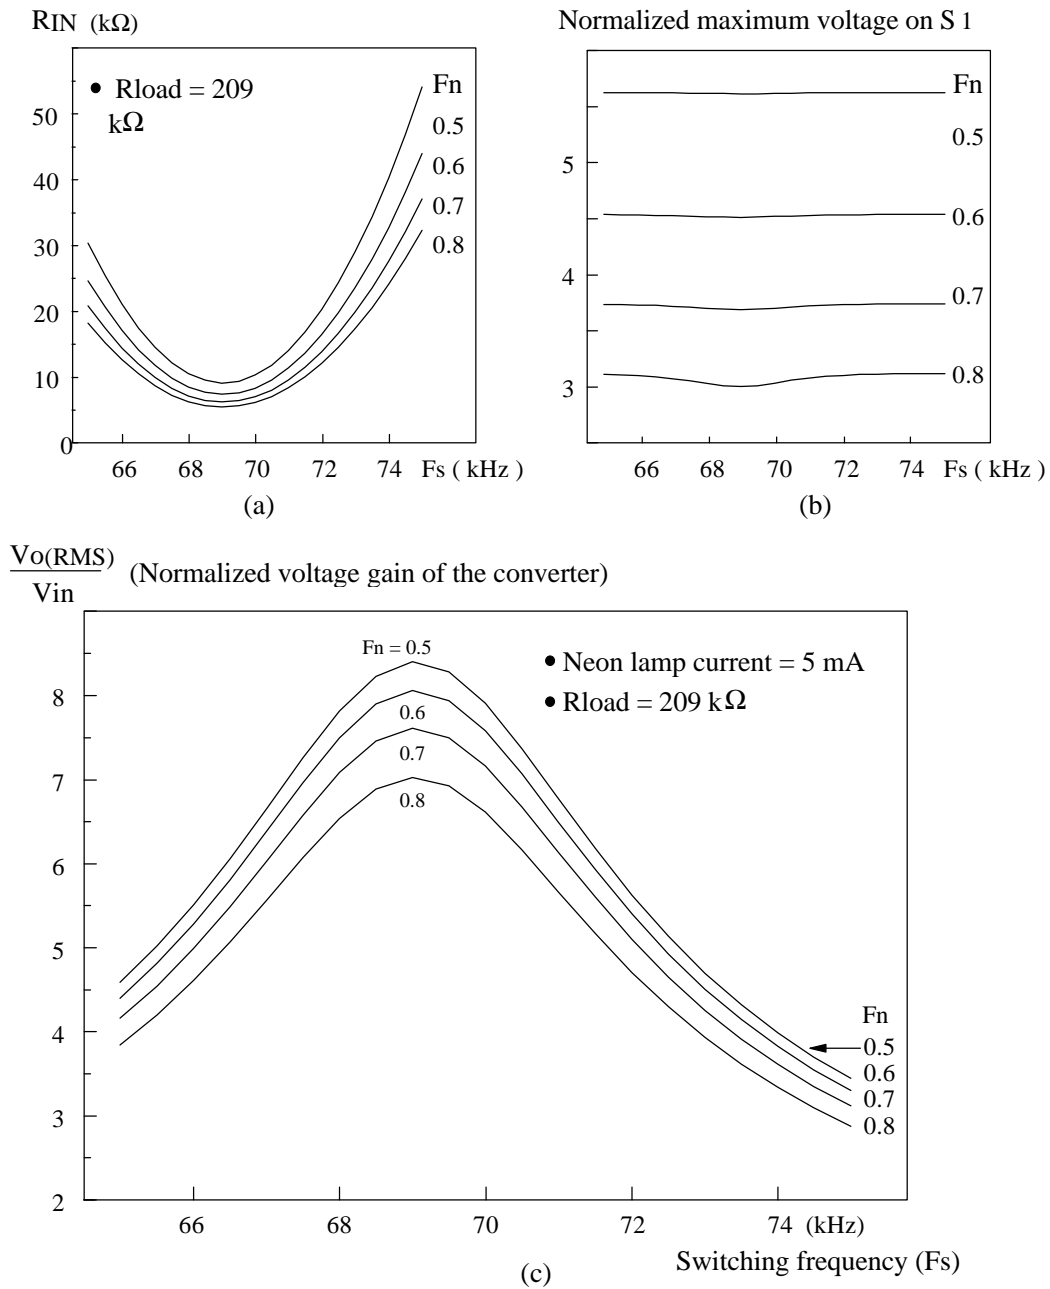 RIN (kΩ)
• Rload = 209
kΩ
Fn
0.5
0.6
0.7
0.8
50
40
30
20
10
0
66 68 70 72 74 Fs ( kHz )
(a)
Normalized maximum voltage on S 1
Fn
0.5
0.6
0.7
0.8
5
4
3
66 68 70 72 74 Fs ( kHz )
(b)
Vo(RMS)
Vin
(Normalized voltage gain of the converter)
Fn = 0.5
0.6
0.7
0.8
• Neon lamp current = 5 mA
• Rload = 209 kΩ
8
7
6
5
4
3
2
Fn
0.5
0.6
0.7
0.8
66 68 70 72 74 (kHz)
Switching frequency (Fs)
(c)